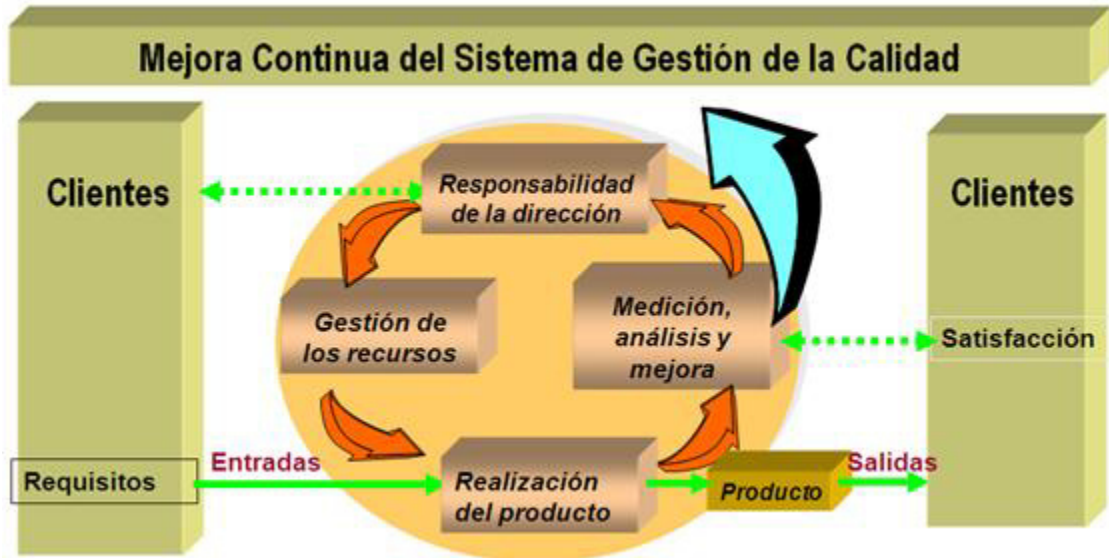 Mejora Continua del Sistema de Gestión de la Calidad
Clientes
Responsabilidad
de la dirección
Clientes
Gestión de
los recursos
Medición,
análisis y
mejora
Satisfacción
Requisitos
Entradas
Realización
del producto
Producto
Salidas